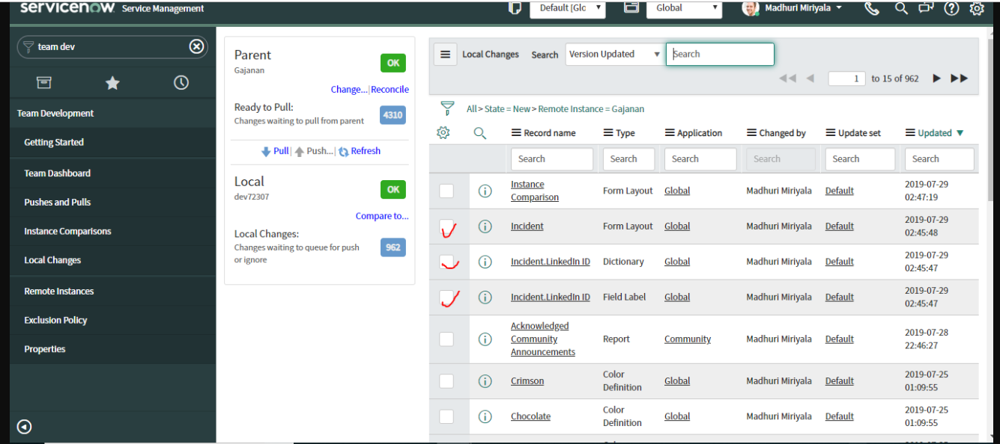 servicenow Service Management
Default [Glc
Global
Madhuri Miriyala
team dev
Team Development
Getting Started
Team Dashboard
Pushes and Pulls
Instance Comparisons
Local Changes
Remote Instances
Exclusion Policy
Properties
Parent
Gajanan
OK
Change...|Reconcile
Ready to Pull:
Changes waiting to pull from parent
4310
Pull| Push...| Refresh
Local
dev72307
OK
Compare to...
Local Changes:
Changes waiting to queue for push
or ignore
962
Local Changes Search Version Updated Search
1 to 15 of 962
All > State = New > Remote Instance = Gajanan
Record name Type Application Changed by Update set Updated
Search Search Search Search Search Search
Instance
Comparison
Form Layout Global Madhuri Miriyala Default
2019-07-29
02:47:19
Incident Form Layout Global Madhuri Miriyala Default
2019-07-29
02:45:48
Incident.LinkedIn ID Dictionary Global Madhuri Miriyala Default
2019-07-29
02:45:47
Incident.LinkedIn ID Field Label Global Madhuri Miriyala Default
2019-07-29
02:45:47
Acknowledged
Community
Announcements
Report Community Madhuri Miriyala Default
2019-07-28
22:46:27
Crimson
Color
Definition
Global Madhuri Miriyala Default
2019-07-25
01:09:55
Chocolate
Color
Definition
Global Madhuri Miriyala Default
2019-07-25
01:09:55